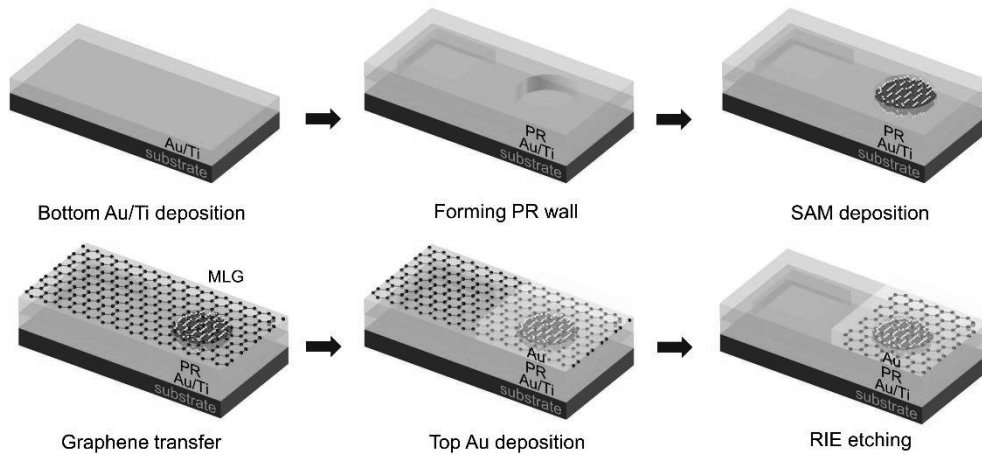 Au/Ti
substrate
Bottom Au/Ti deposition
PR
Au/Ti
substrate
Forming PR wall
PR
Au/Ti
substrate
SAM deposition
MLG
PR
Au/Ti
substrate
Graphene transfer
Au
PR
Au/Ti
substrate
Top Au deposition
Au
PR
Au/Ti
substrate
RIE etching